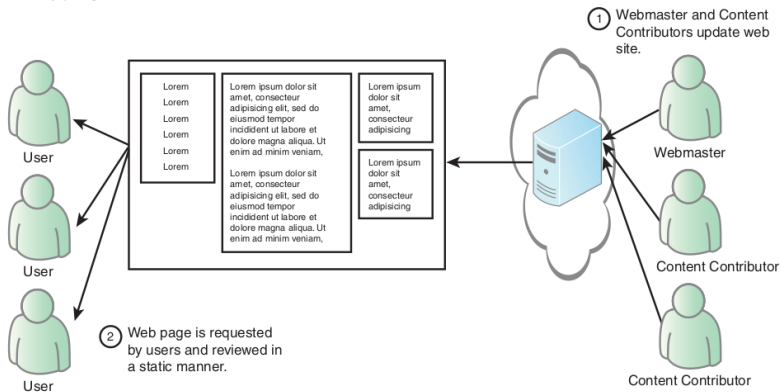 1 Webmaster and Content
Contributors update web
site.
User
User
User
Lorem
Lorem
Lorem
Lorem
Lorem
Lorem
Lorem ipsum dolor sit
amet, consecteur
adipisicing elit, sed do
eiusmod tempor
incidident ut labore et
dolore magna aliqua. Ut
enim ad minim veniam,
Lorem ipsum dolor sit
amet, consecteur
adipisicing elit, sed do
eiusmod tempor
incidident ut labore et
dolore magna aliqua. Ut
enim ad minim veniam,
Lorem ipsum
dolor sit
amet,
consecteur
adipisicing
Lorem ipsum
dolor sit
amet,
consecteur
adipisicing
Webmaster
Content Contributor
Content Contributor
2 Web page is requested
by users and reviewed in
a static manner.